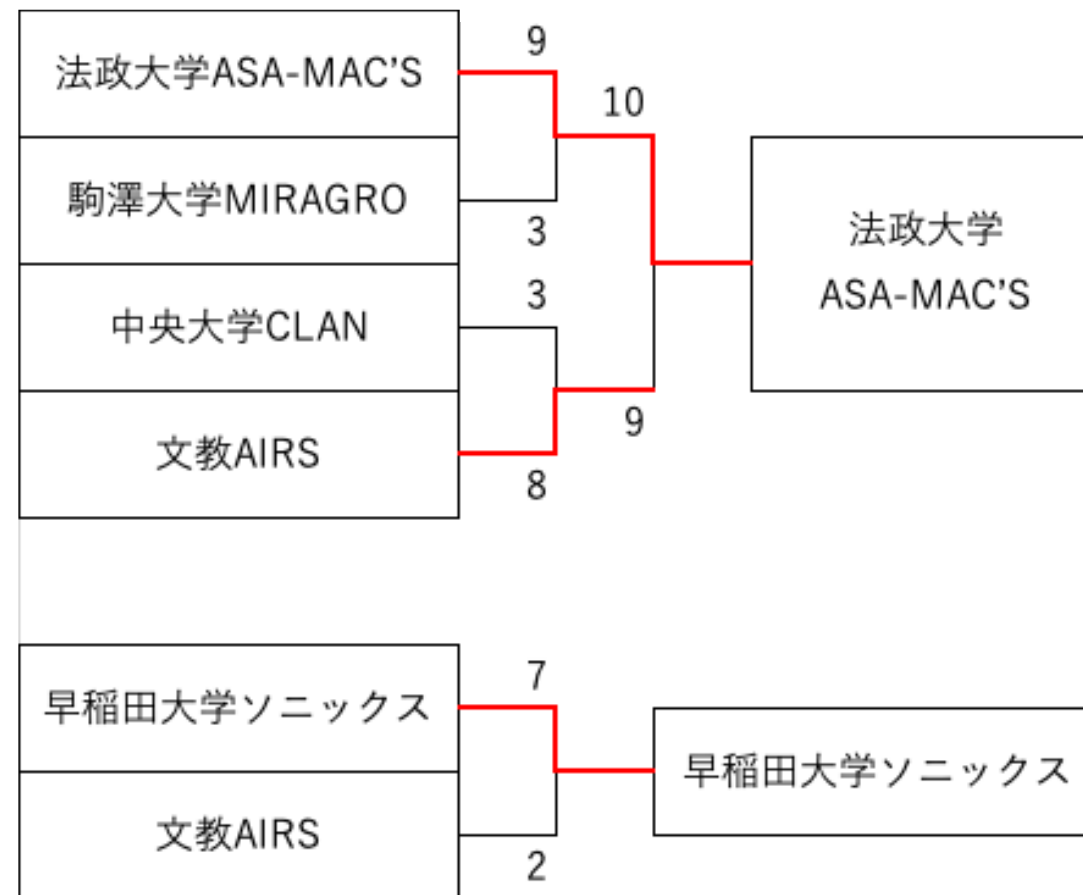 法政大学ASA-MAC'S
9
10
駒澤大学MIRAGRO
3
法政大学
ASA-MAC'S
中央大学CLAN
3
文教AIRS
9
8
早稲田大学ソニックス
7
早稲田大学ソニックス
文教AIRS
2